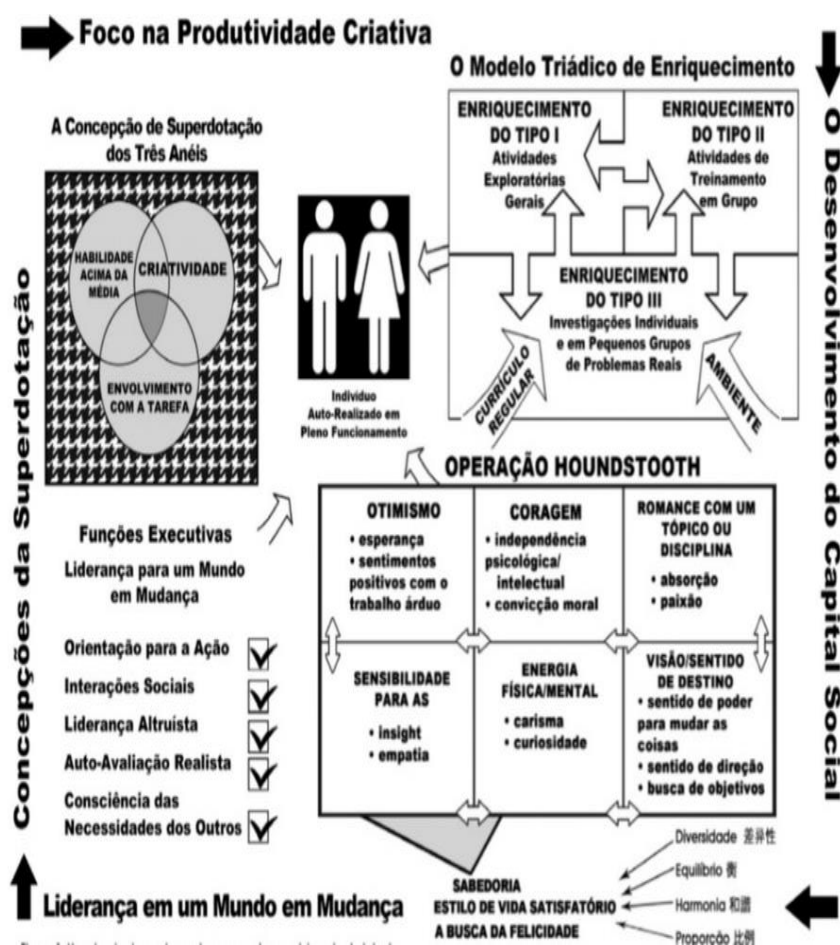 Foco na Produtividade Criativa
O Modelo Triádico de Enriquecimento
A Concepção de Superdotação
dos Três Anéis
HABILIDADE
ACIMA DA
MÉDIA
CRIATIVIDADE
ENVOLVIMENTO
COM A TAREFA
Indivíduo
Auto-Realizado em
Pleno Funcionamento
ENRIQUECIMENTO
DO TIPO I
Atividades
Exploratórias
Gerais
ENRIQUECIMENTO
DO TIPO II
Atividades de
Treinamento
em Grupo
ENRIQUECIMENTO
DO TIPO III
Investigações Individuais
e em Pequenos Grupos
de Problemas Reais
CURRÍCULO
REGULAR
AMBIENTE
O Desenvolvimento do Capital Social
Concepções da Superdotação
Funções Executivas
Liderança para um Mundo
em Mudança
Orientação para a Ação
Interações Sociais
Liderança Altruísta
Auto-Avaliação Realista
Consciência das
Necessidades dos Outros
OPERAÇÃO HOUNDSTOOTH
OTIMISMO
• esperança
• sentimentos
positivos com o
trabalho árduo
CORAGEM
• independência
psicológica/
intelectual
• convicção moral
ROMANCE COM UM
TÓPICO OU
DISCIPLINA
• absorção
• paixão
SENSIBILIDADE
PARA AS
• insight
• empatia
ENERGIA
FÍSICA/MENTAL
• carisma
• curiosidade
VISÃO/SENTIDO
DE DESTINO
• sentido de poder
para mudar as
coisas
• sentido de direção
• busca de objetivos
SABEDORIA
ESTILO DE VIDA SATISFATÓRIO
A BUSCA DA FELICIDADE
Diversidade 差异性
Equilíbrio 衡
Harmonia 和谐
Proporção 比例
Liderança em um Mundo em Mudança